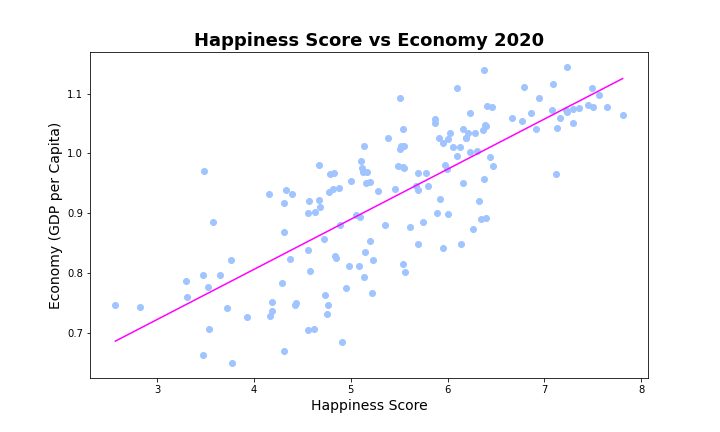 Happiness Score vs Economy 2020
Economy (GDP per Capita)
1.1
1.0
0.9
0.8
0.7
3 4 5 6 7 8
Happiness Score